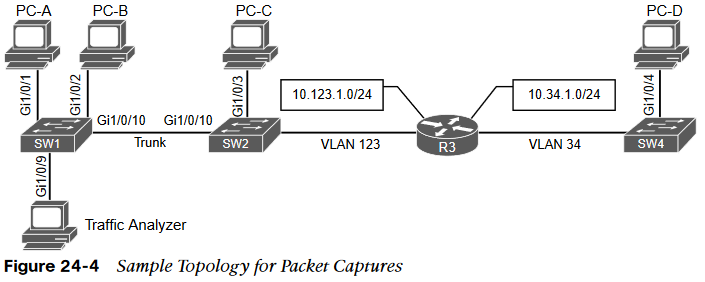 PC-A
PC-B
PC-C
PC-D
10.123.1.0/24
10.34.1.0/24
Gi1/0/1
Gi1/0/2
Gi1/0/3
Gi1/0/4
Gi1/0/10
Gi1/0/10
SW1
Trunk
SW2
VLAN 123
R3
VLAN 34
SW4
Gi1/0/9
Traffic Analyzer
Figure 24-4 Sample Topology for Packet Captures